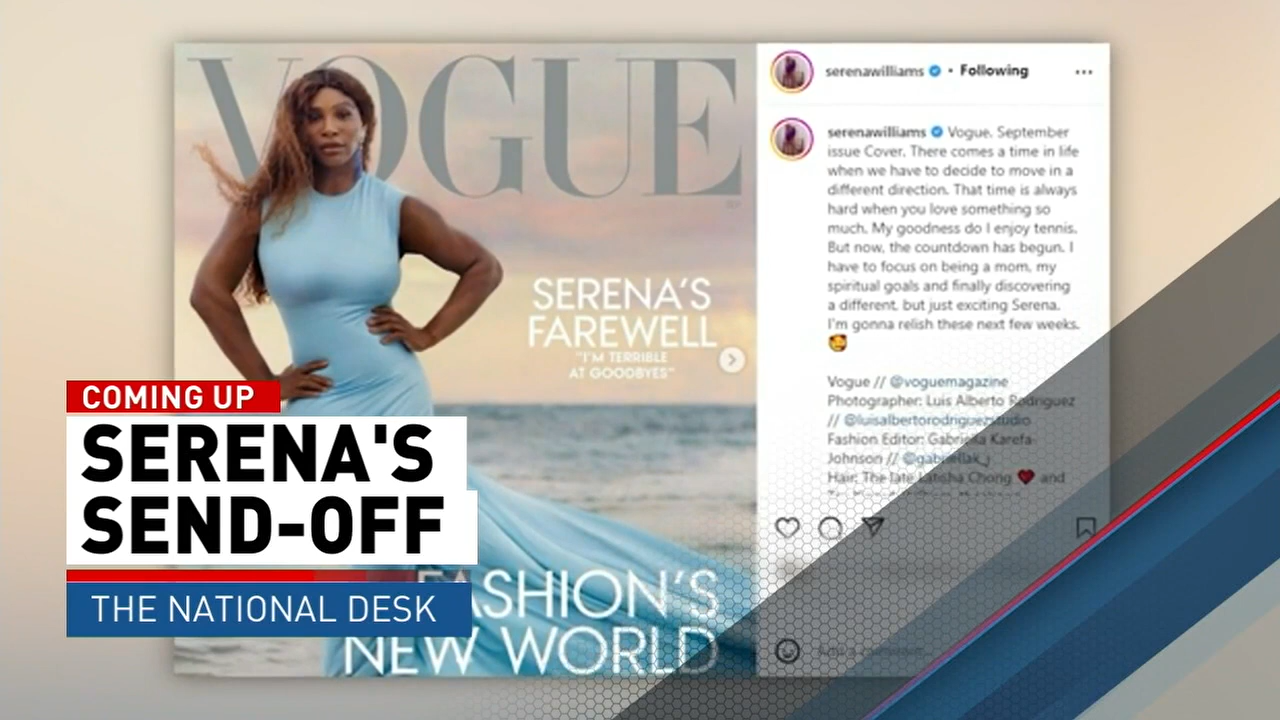 VOGUE
SEP
SERENA'S
FAREWELL
"I'M TERRIBLE
AT GOODBYES"
FASHION'S
NEW WORLD
serenawilliams • Following
serenawilliams Vogue. September
issue Cover. There comes a time in life
when we have to decide to move in a
different direction. That time is always
hard when you love something so
much. My goodness do I enjoy tennis.
But now, the countdown has begun. I
have to focus on being a mom, my
spiritual goals and finally discovering
a different, but just exciting Serena.
I'm gonna relish these next few weeks.
🥰
Vogue // @voguemagazine
Photographer: Luis Alberto Rodriguez
// @luisalbertorodriguezstudio
Fashion Editor: Gabriella Karefa
Johnson // @gabriellak_j
Hair: The late Latisha Chong ❤️ and
Add a comment...
COMING UP
SERENA'S
SEND-OFF
THE NATIONAL DESK